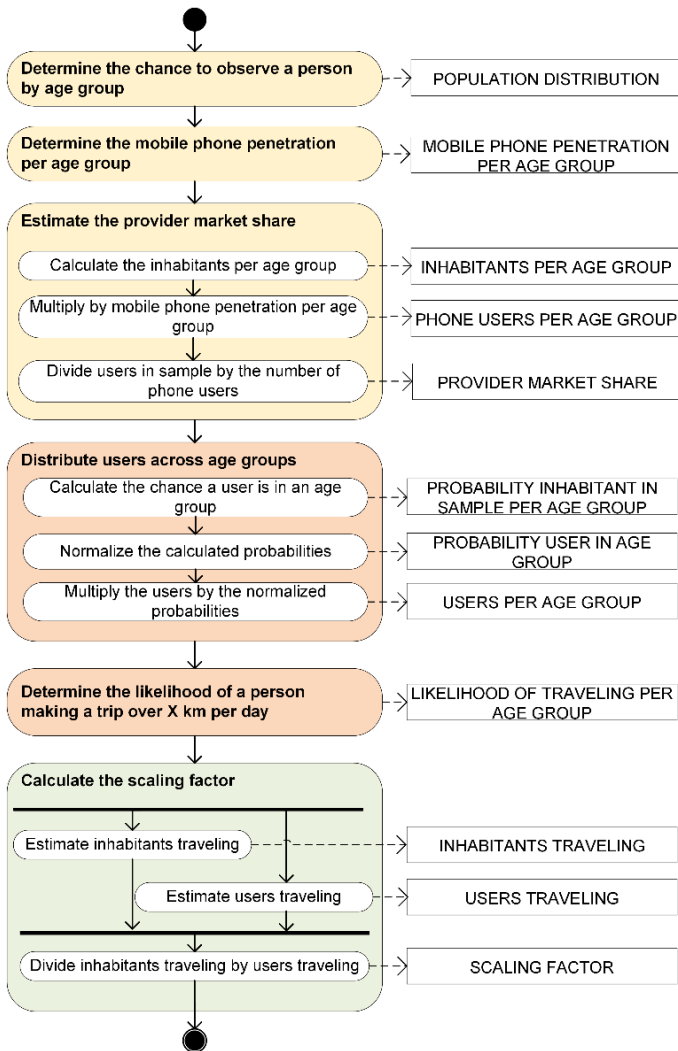 Determine the chance to observe a person
by age group
POPULATION DISTRIBUTION
Determine the mobile phone penetration
per age group
MOBILE PHONE PENETRATION
PER AGE GROUP
Estimate the provider market share
Calculate the inhabitants per age group
INHABITANTS PER AGE GROUP
Multiply by mobile phone penetration per age
group
PHONE USERS PER AGE GROUP
Divide users in sample by the number of
phone users
PROVIDER MARKET SHARE
Distribute users across age groups
Calculate the chance a user is in an age
group
PROBABILITY INHABITANT IN
SAMPLE PER AGE GROUP
Normalize the calculated probabilities
PROBABILITY USER IN AGE
GROUP
Multiply the users by the normalized
probabilities
USERS PER AGE GROUP
Determine the likelihood of a person
making a trip over X km per day
LIKELIHOOD OF TRAVELING PER
AGE GROUP
Calculate the scaling factor
Estimate inhabitants traveling
INHABITANTS TRAVELING
Estimate users traveling
USERS TRAVELING
Divide inhabitants traveling by users traveling
SCALING FACTOR